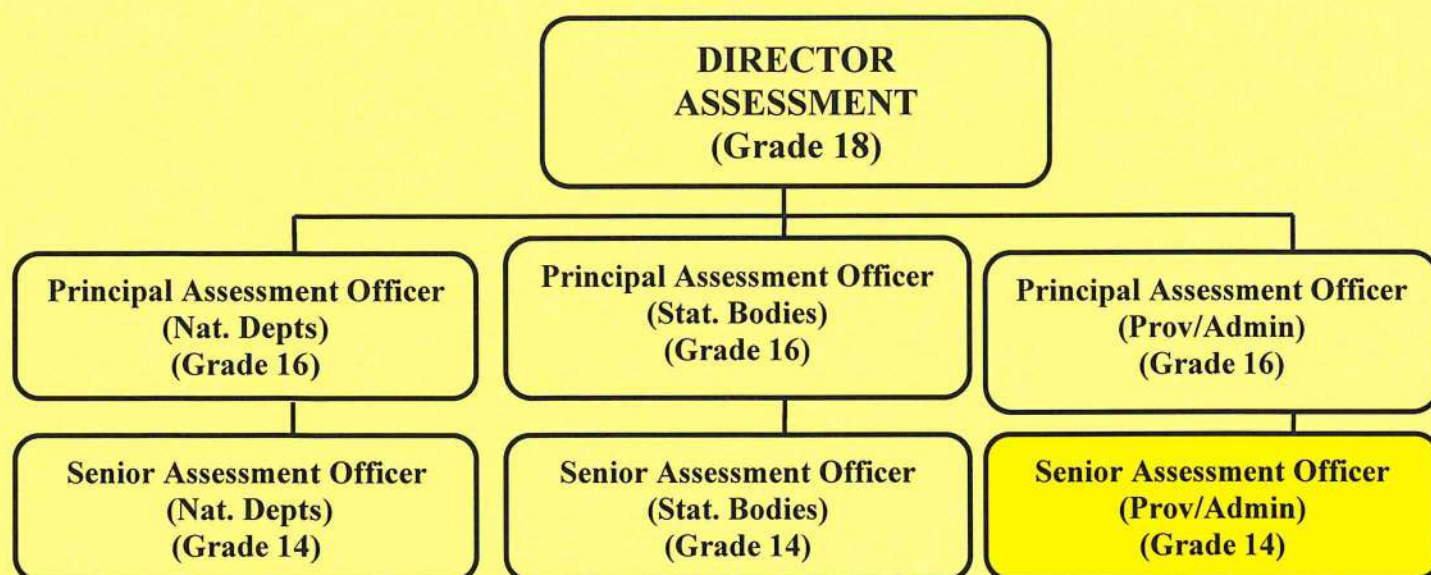 DIRECTOR
ASSESSMENT
(Grade 18)
Principal Assessment Officer
(Nat. Depts)
(Grade 16)
Principal Assessment Officer
(Stat. Bodies)
(Grade 16)
Principal Assessment Officer
(Prov/Admin)
(Grade 16)
Senior Assessment Officer
(Nat. Depts)
(Grade 14)
Senior Assessment Officer
(Stat. Bodies)
(Grade 14)
Senior Assessment Officer
(Prov/Admin)
(Grade 14)